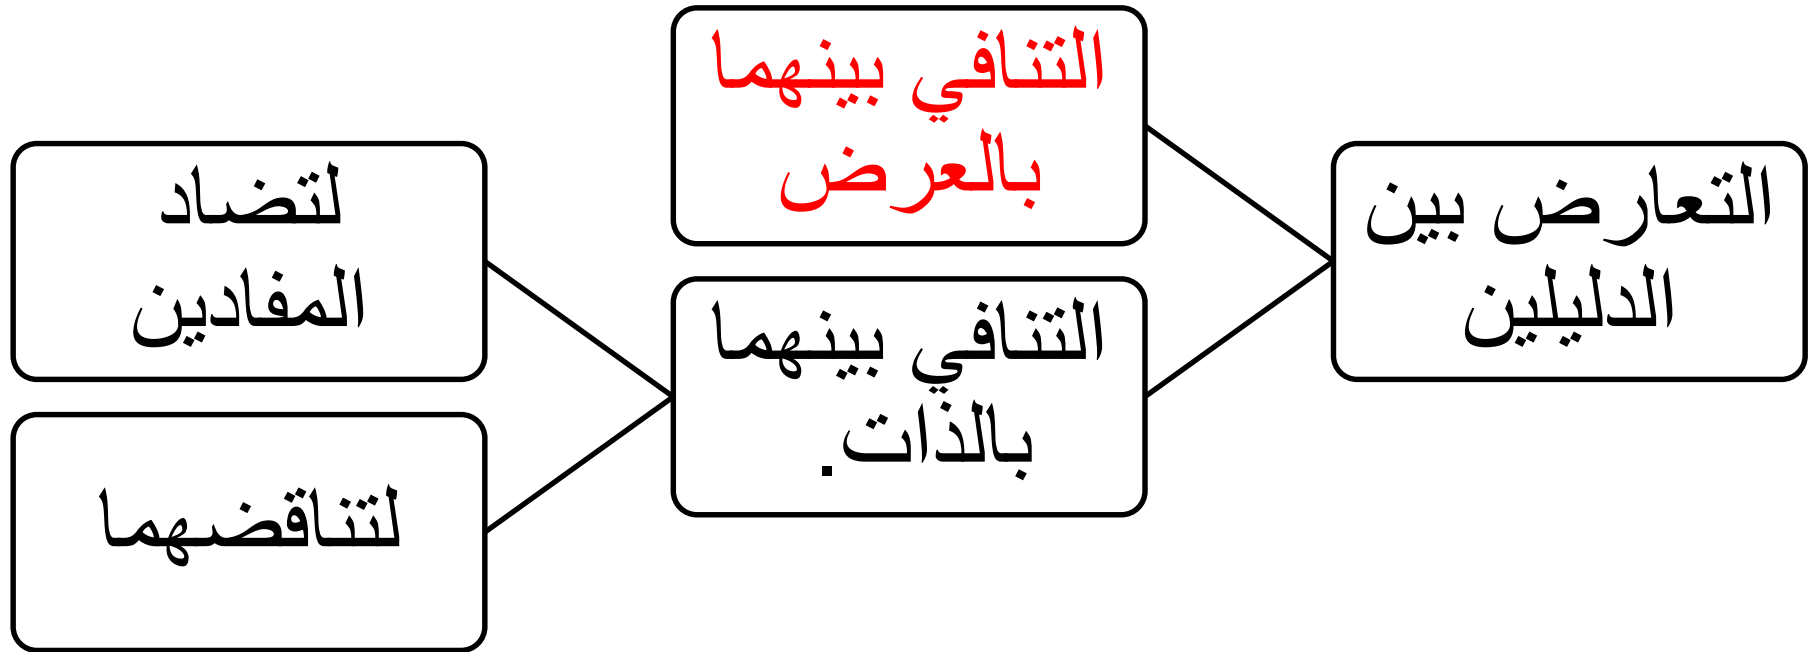 التعارض بين
الدليلين
التنافي بينهما
بالعرض
التنافي بينهما
بالذات.
لتضاد
المفادين
لتناقضهما